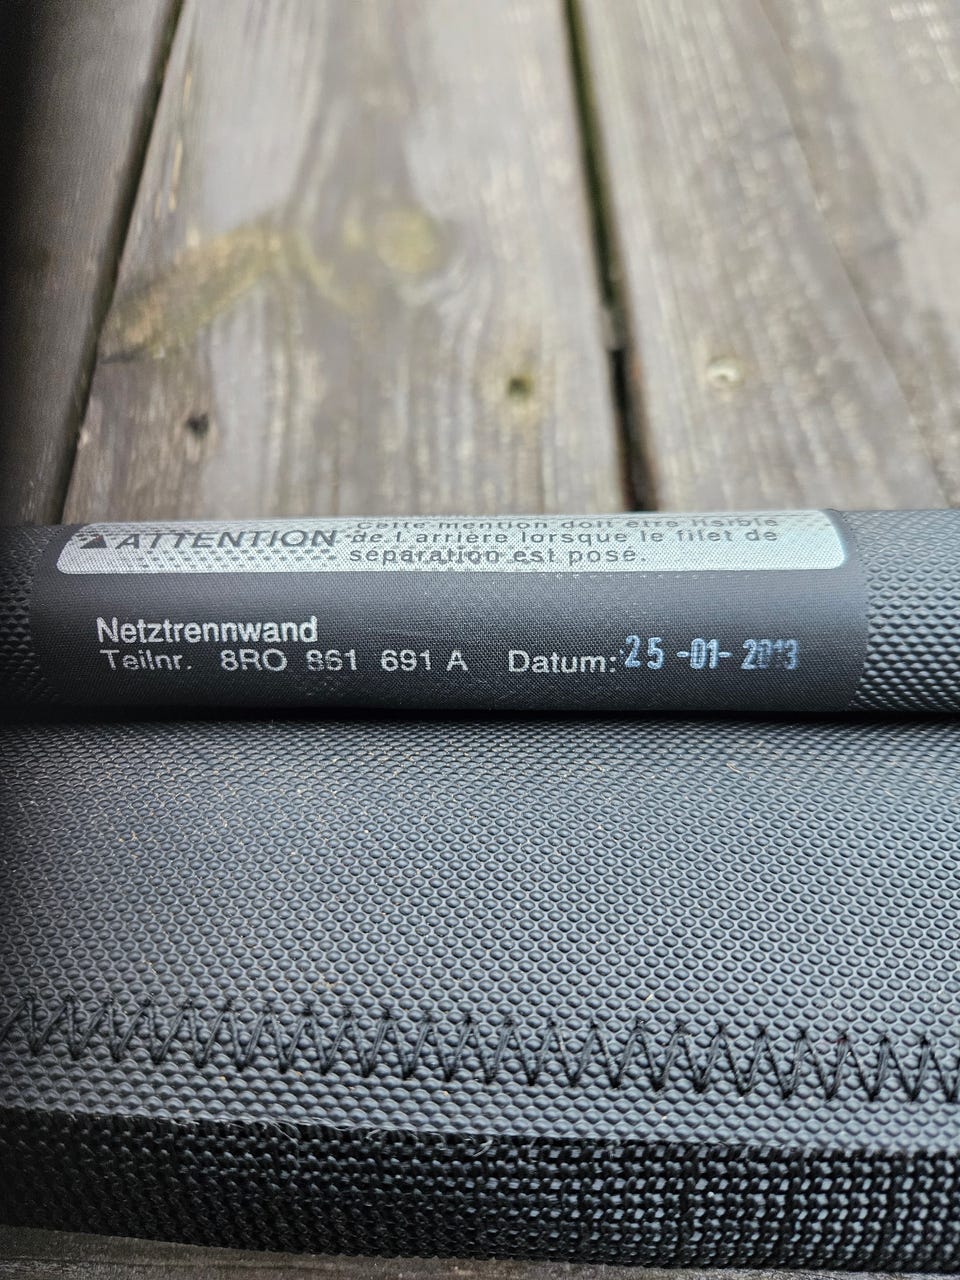 ATTENTION
Cette mention doit être lisible
de l arrière lorsque le filet de
séparation est posé.
Netztrennwand
Teilnr. 8RO 861 691 A Datum: 25-01-2013